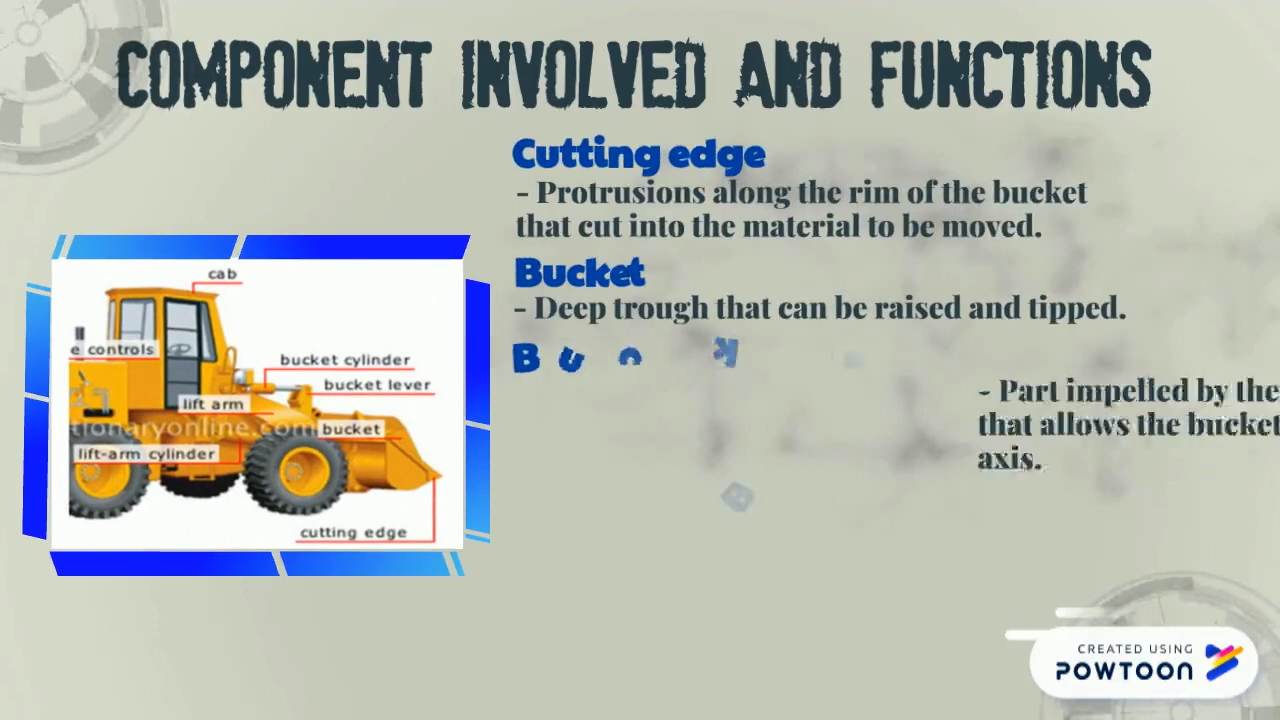 COMPONENT INVOLVED AND FUNCTIONS
Cutting edge
- Protrusions along the rim of the bucket
that cut into the material to be moved.
Bucket
- Deep trough that can be raised and tipped.
B u c k
- Part impelled by the
that allows the bucket
axis.
cab
e controls
bucket cylinder
bucket lever
lift arm
tionaryonline.com
bucket
lift-arm cylinder
cutting edge
CREATED USING
POWTOON